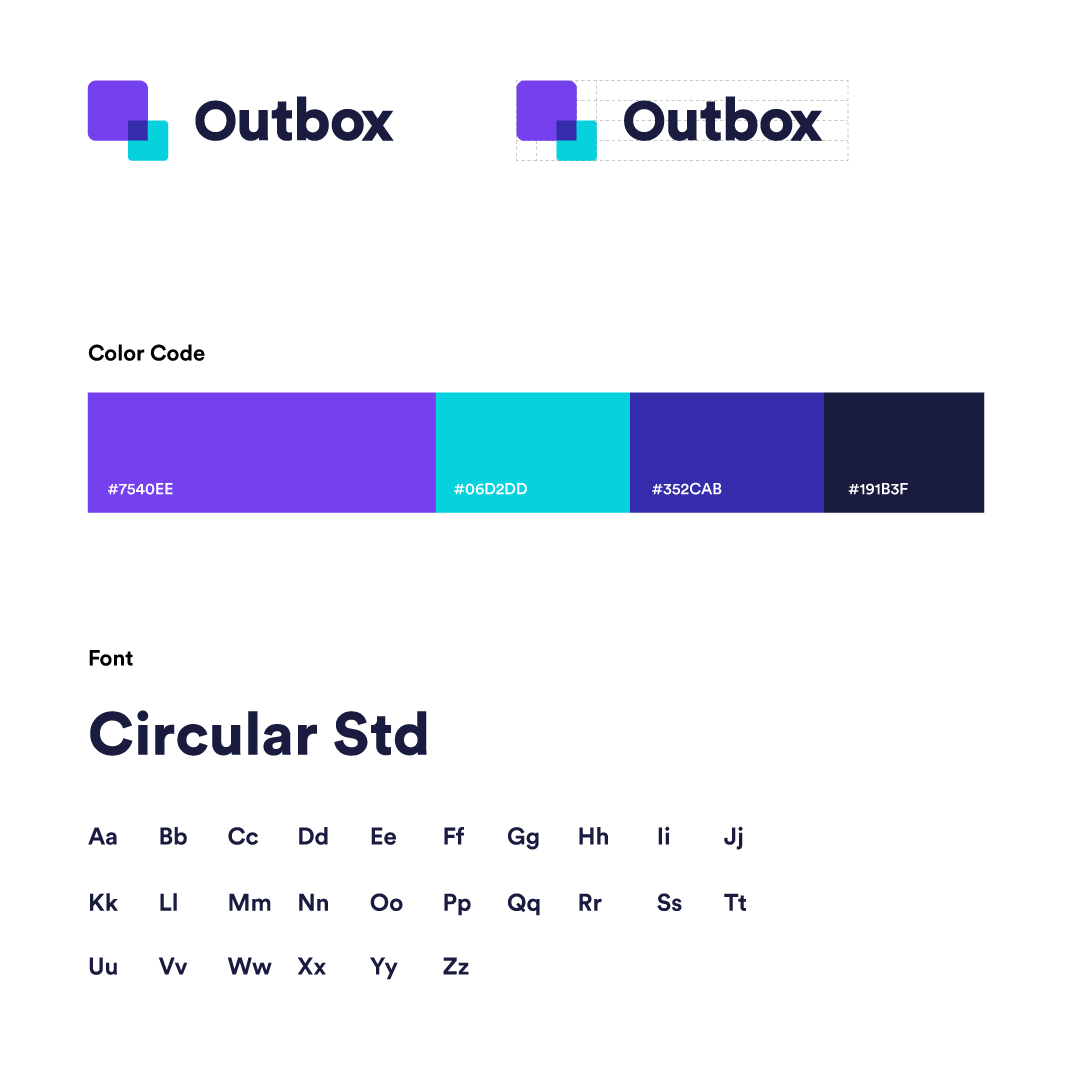 Outbox Outbox
Color Code
#7540EE #06D2DD #352CAB #191B3F
Font
Circular Std
Aa Bb Cc Dd Ee Ff Gg Hh Ii Jj
Kk Ll Mm Nn Oo Pp Qq Rr Ss Tt
Uu Vv Ww Xx Yy Zz